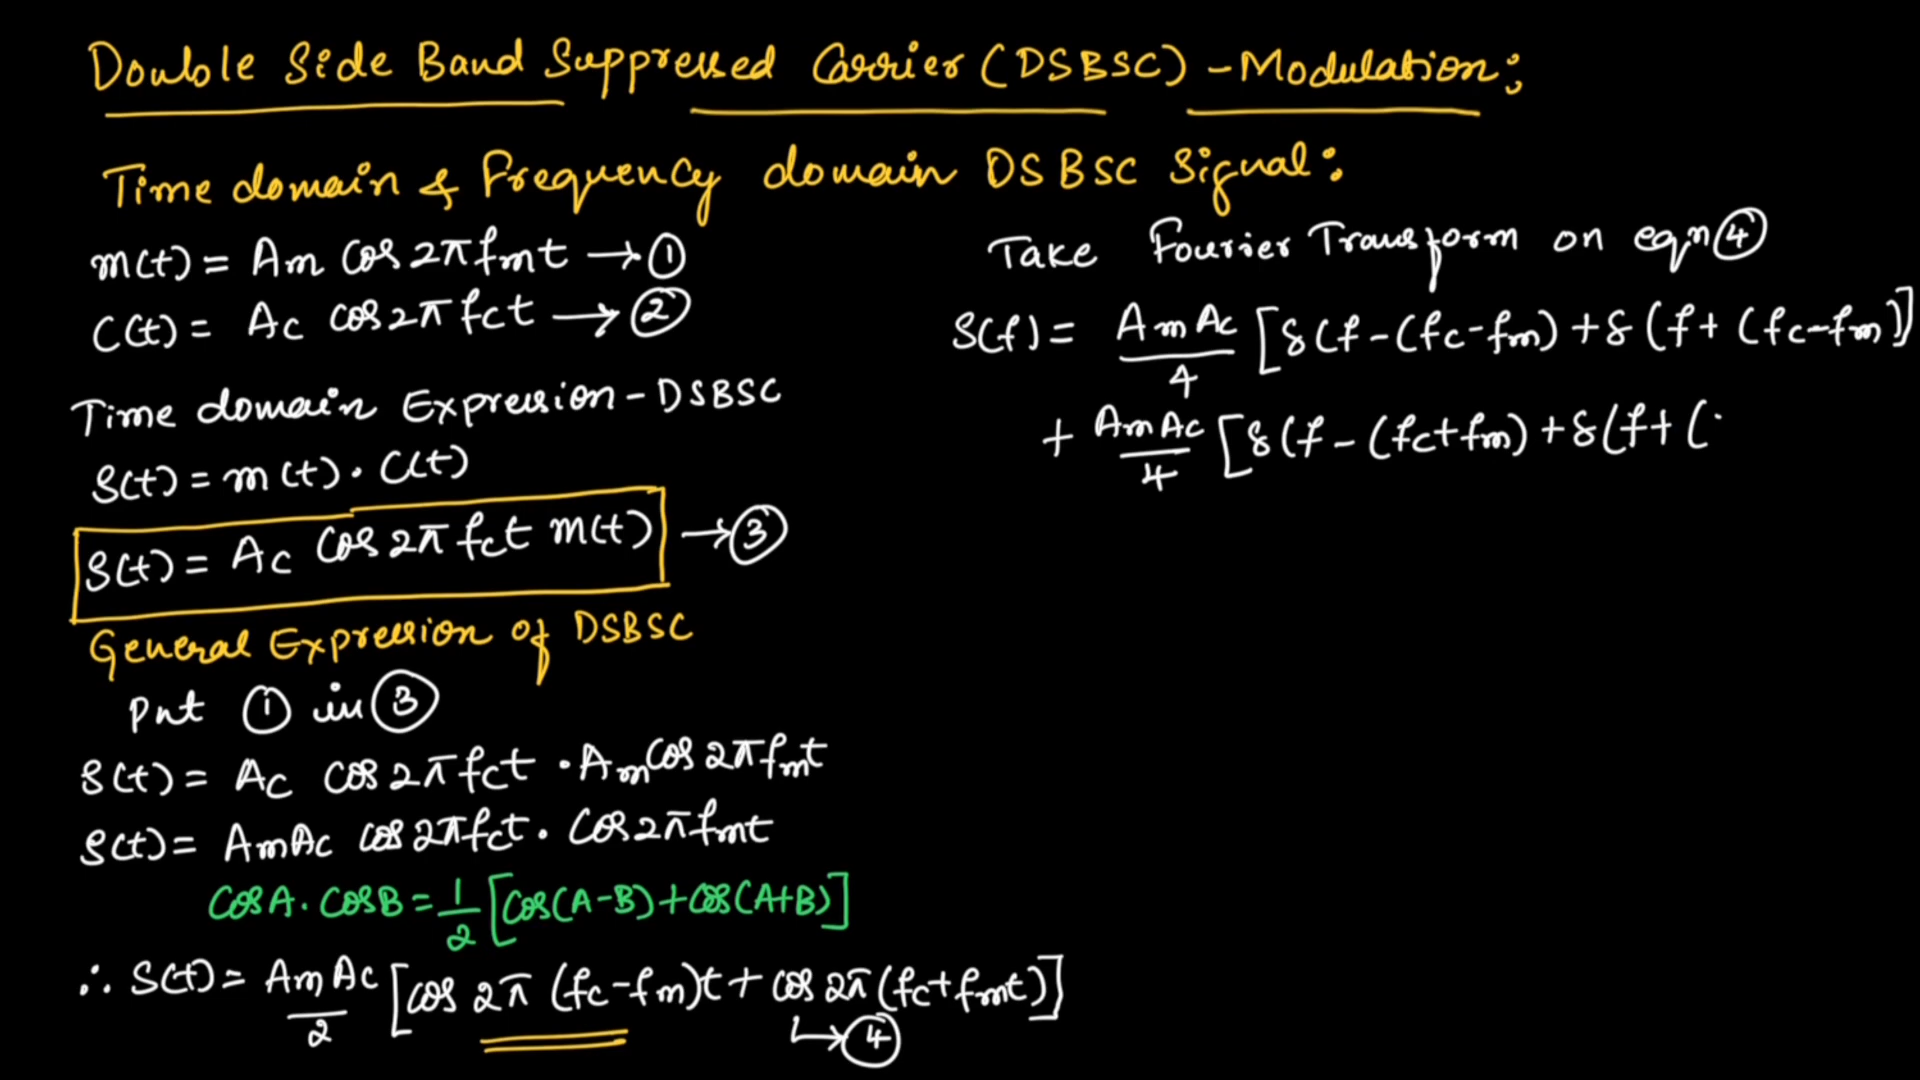 Double Side Band Suppressed Carrier (DSBSC) - Modulation:
Time domain & Frequency domain DSBSC Signal:
m(t) = Am Cos 2πfmt → ①
C(t) = Ac cos 2πfct → ②
Time domain Expression - DSBSC
S(t) = m(t) . C(t)
S(t) = Ac Cos 2πfct m(t) → ③
General Expression of DSBSC
Put ① in ③
S(t) = Ac cos 2πfct . Am Cos 2πfmt
S(t) = AmAc cos 2πfct . Cos 2πfmt
CosA . CosB = 1/2 [Cos(A-B) + Cos(A+B)]
∴ S(t) = AmAc/2 [cos 2π (fc-fm)t + cos 2π(fc+fmt)]
↳ ④
Take Fourier Transform on eqn ④
S(f) = AmAc/4 [δ(f-(fc-fm) + δ(f+(fc-fm)]
+ AmAc/4 [δ(f-(fc+fm) + δ(f+(